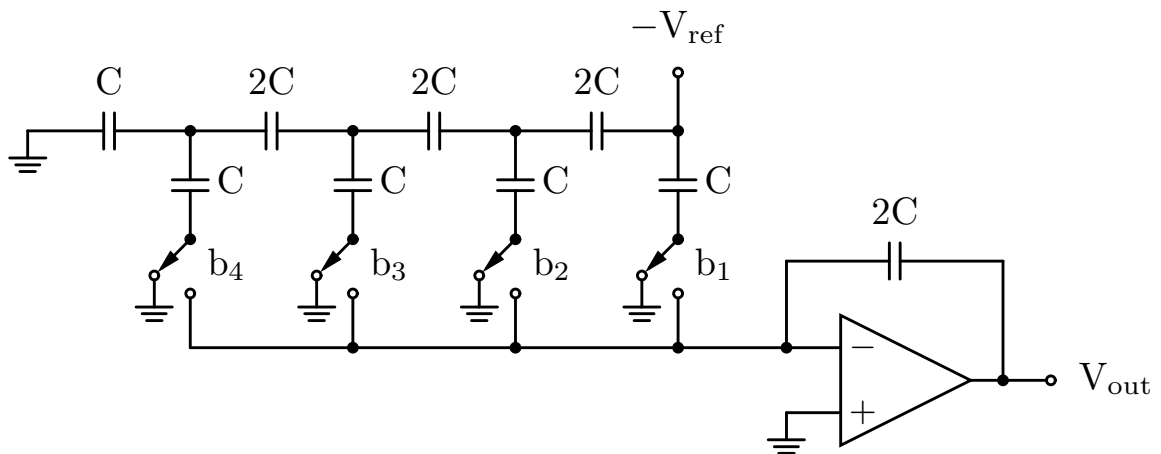 −V_ref
C 2C 2C 2C
C C C C
2C
b_4 b_3 b_2 b_1
−
V_out
+